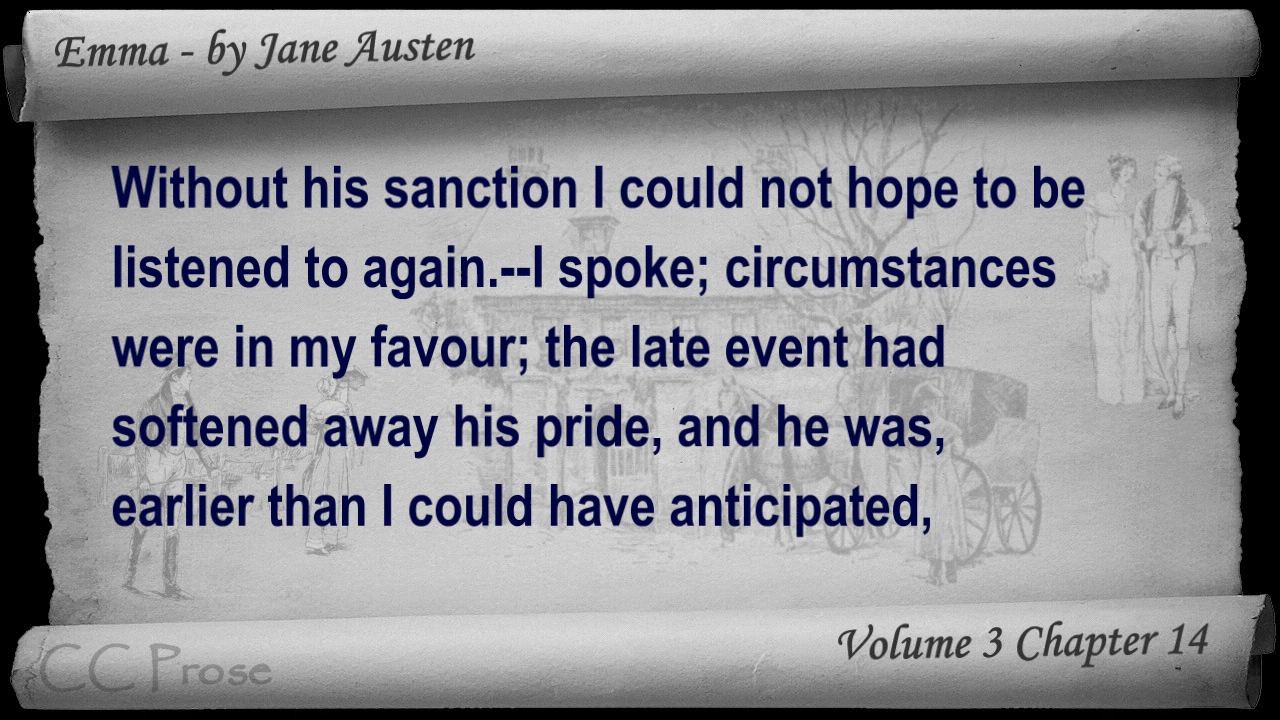 Emma - by Jane Austen
Without his sanction I could not hope to be
listened to again.--I spoke; circumstances
were in my favour; the late event had
softened away his pride, and he was,
earlier than I could have anticipated,
Volume 3 Chapter 14
CC Prose